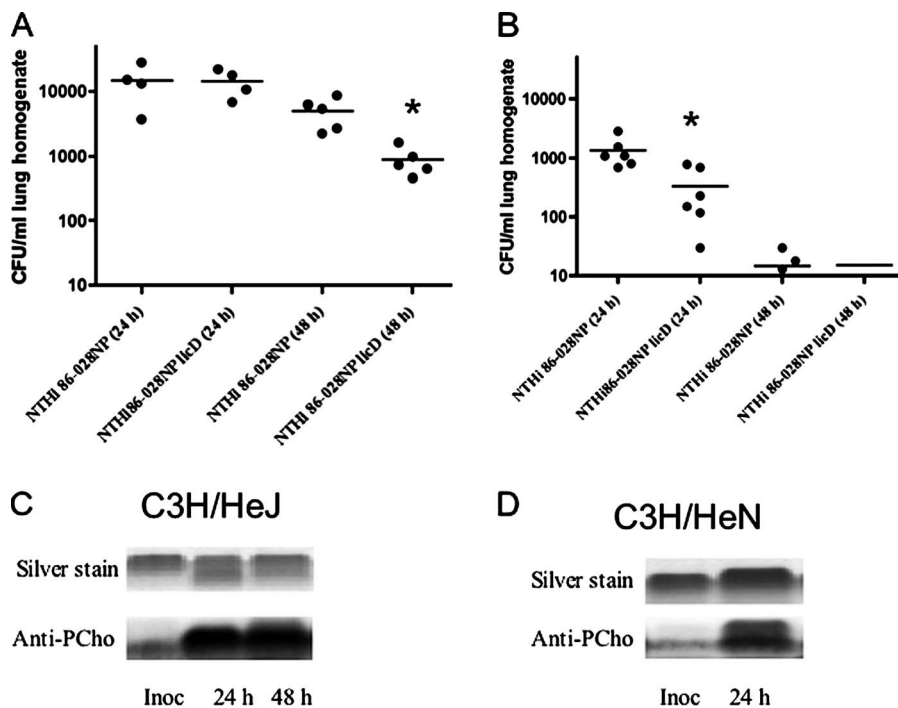 A
CFU/ml lung homogenate
10000
1000
100
10
*
NTHi 86-028NP (24 h)
NTHi86-028NP licD (24 h)
NTHi 86-028NP (48 h)
NTHi 86-028NP licD (48 h)
B
CFU/ml lung homogenate
10000
1000
100
10
*
NTHi 86-028NP (24 h)
NTHi86-028NP licD (24 h)
NTHi 86-028NP (48 h)
NTHi 86-028NP licD (48 h)
C
C3H/HeJ
Silver stain
Anti-PCho
Inoc 24 h 48 h
D
C3H/HeN
Silver stain
Anti-PCho
Inoc 24 h